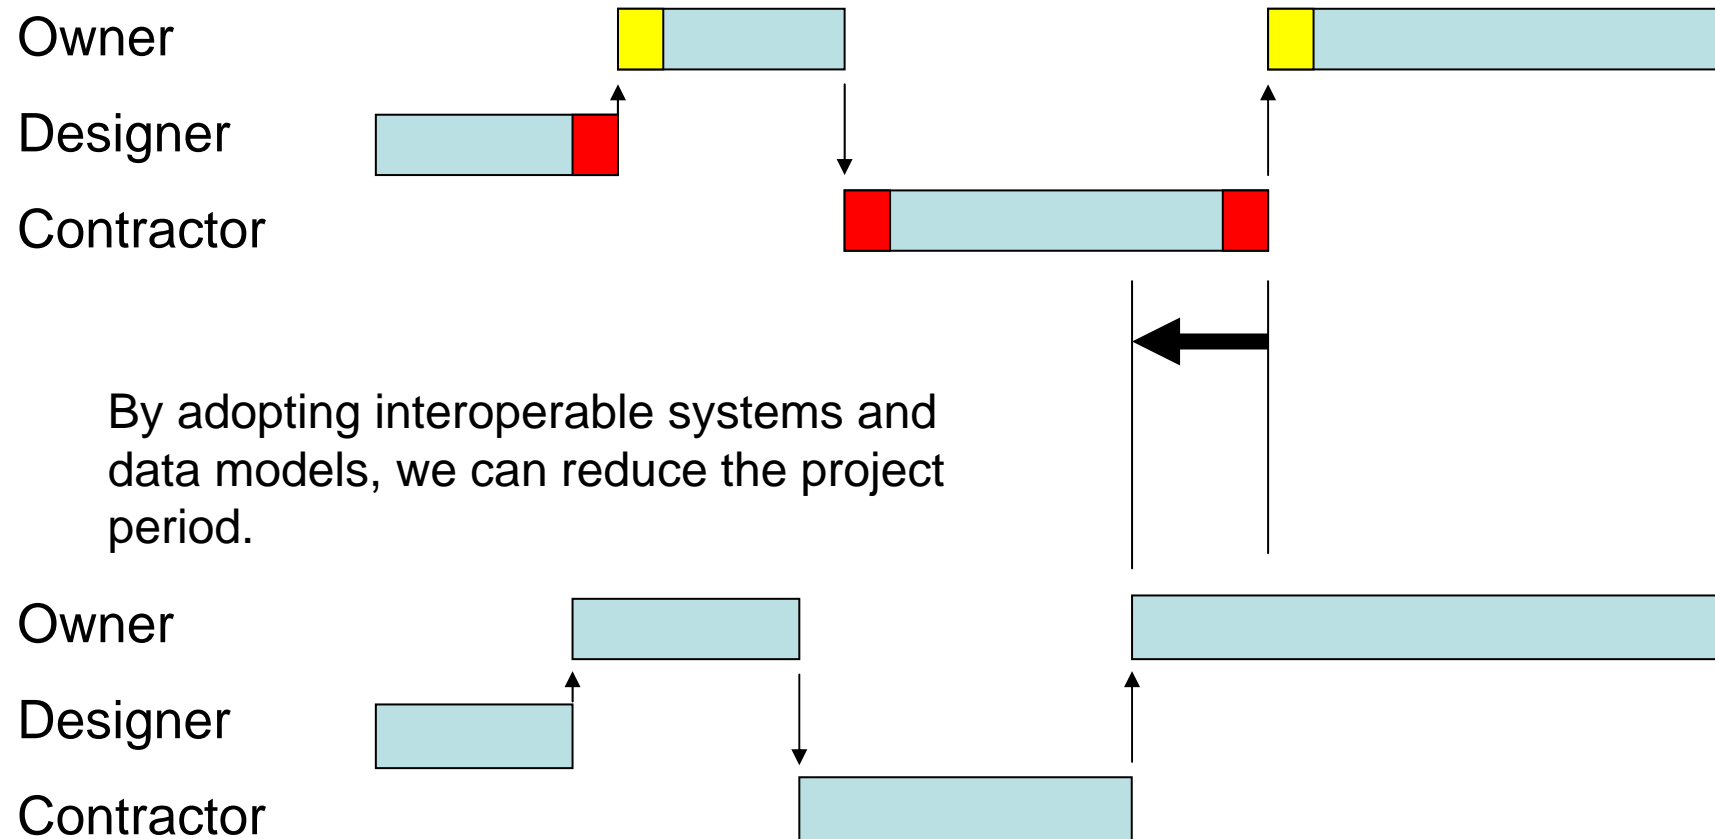 Owner
Designer
Contractor
By adopting interoperable systems and
data models, we can reduce the project
period.
Owner
Designer
Contractor